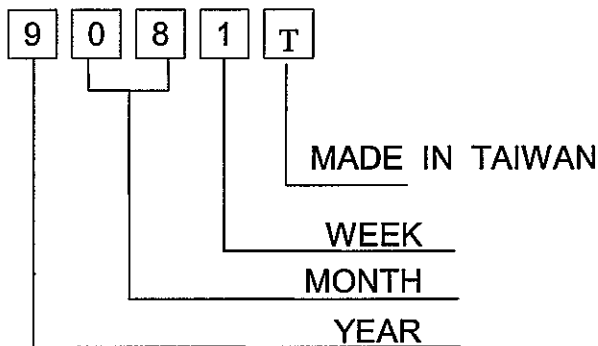 9 0 8 1 T
MADE IN TAIWAN
WEEK
MONTH
YEAR